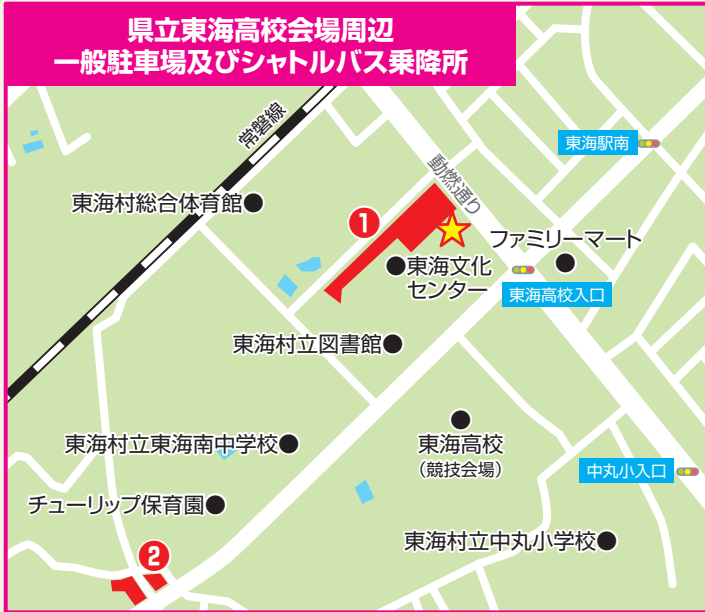 県立東海高校会場周辺
一般駐車場及びシャトルバス乗降所
常磐線
東海駅南
動燃通り
東海村総合体育館
1
ファミリーマート
東海文化
センター
東海高校入口
東海村立図書館
東海高校
（競技会場）
東海村立東海南中学校
中丸小入口
チューリップ保育園
東海村立中丸小学校
2